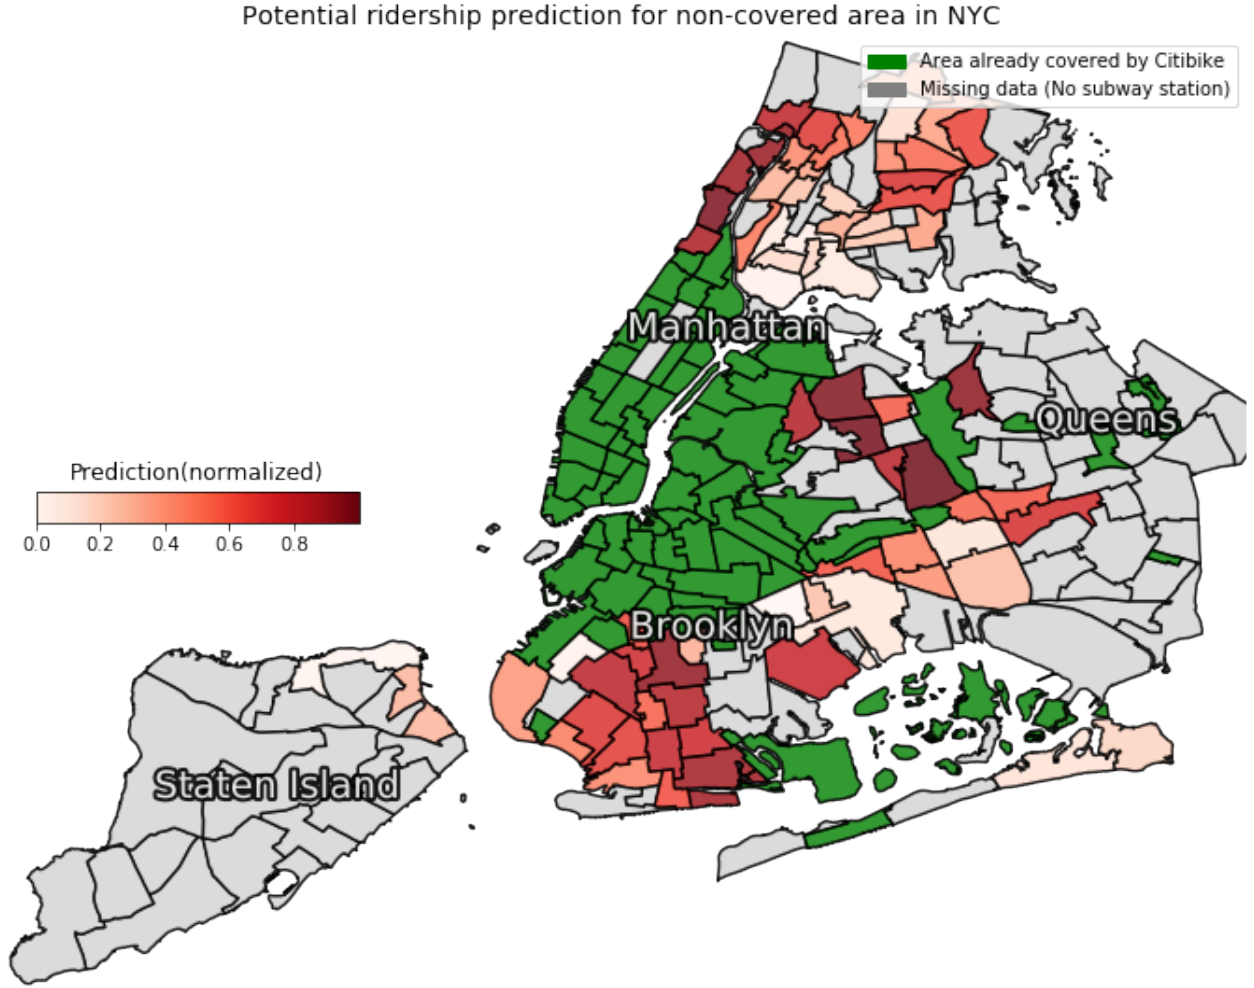 Potential ridership prediction for non-covered area in NYC
Area already covered by Citibike
Missing data (No subway station)
Manhattan
Queens
Prediction(normalized)
0.0 0.2 0.4 0.6 0.8
Brooklyn
Staten Island